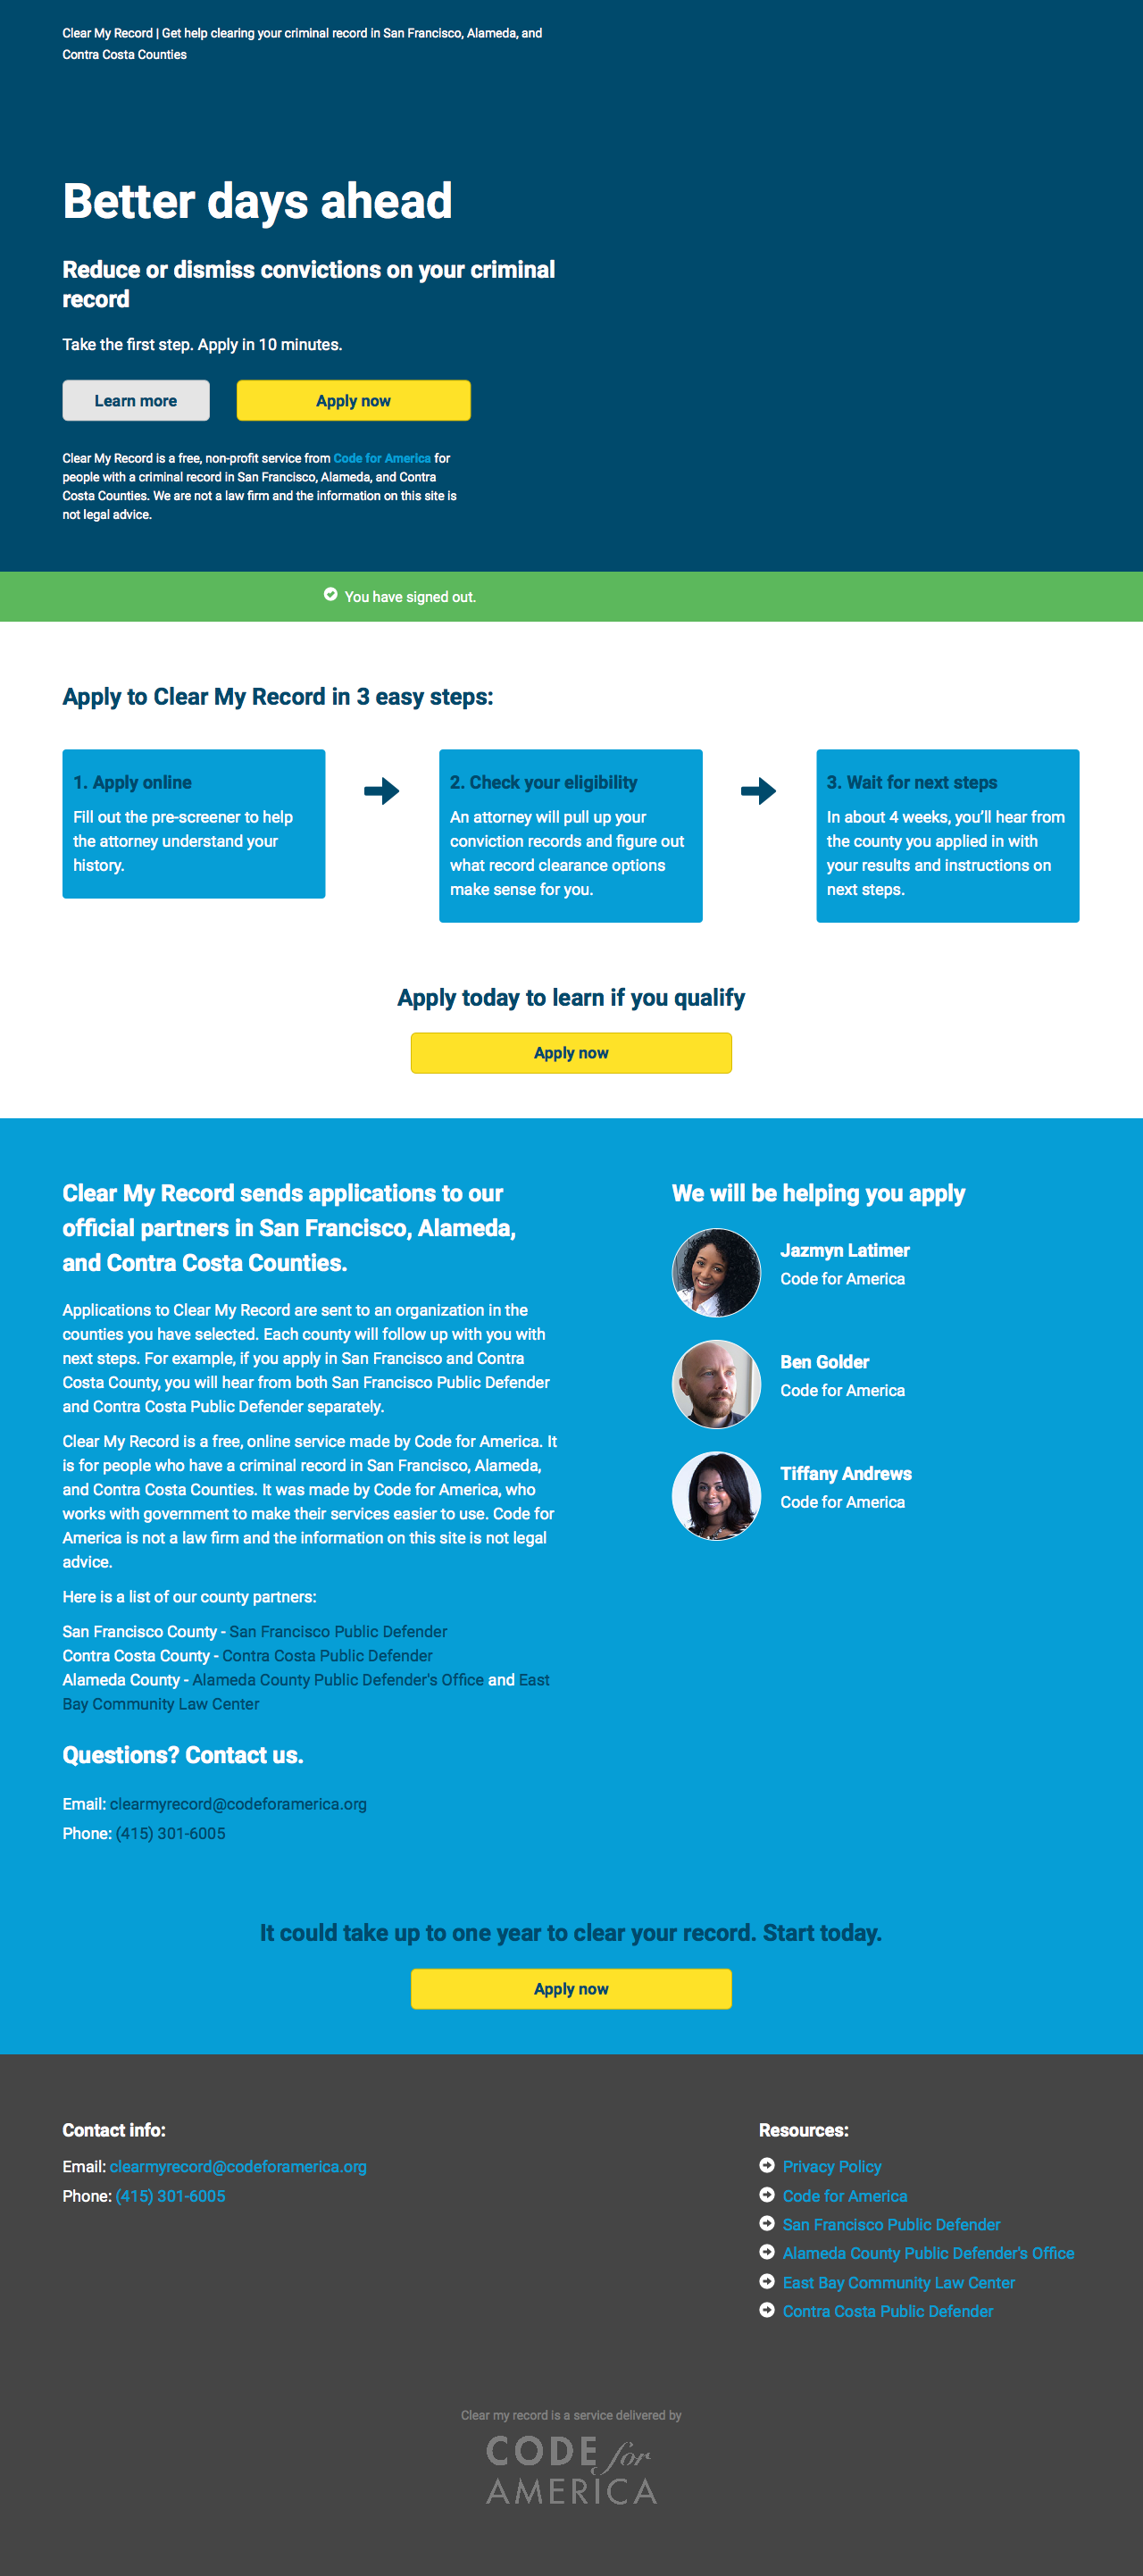 Clear My Record | Get help clearing your criminal record in San Francisco, Alameda, and
Contra Costa Counties
Better days ahead
Reduce or dismiss convictions on your criminal
record
Take the first step. Apply in 10 minutes.
Learn more
Apply now
Clear My Record is a free, non-profit service from Code for America for
people with a criminal record in San Francisco, Alameda, and Contra
Costa Counties. We are not a law firm and the information on this site is
not legal advice.
You have signed out.
Apply to Clear My Record in 3 easy steps:
1. Apply online
Fill out the pre-screener to help
the attorney understand your
history.
2. Check your eligibility
An attorney will pull up your
conviction records and figure out
what record clearance options
make sense for you.
3. Wait for next steps
In about 4 weeks, you’ll hear from
the county you applied in with
your results and instructions on
next steps.
Apply today to learn if you qualify
Apply now
Clear My Record sends applications to our
official partners in San Francisco, Alameda,
and Contra Costa Counties.
Applications to Clear My Record are sent to an organization in the
counties you have selected. Each county will follow up with you with
next steps. For example, if you apply in San Francisco and Contra
Costa County, you will hear from both San Francisco Public Defender
and Contra Costa Public Defender separately.
Clear My Record is a free, online service made by Code for America. It
is for people who have a criminal record in San Francisco, Alameda,
and Contra Costa Counties. It was made by Code for America, who
works with government to make their services easier to use. Code for
America is not a law firm and the information on this site is not legal
advice.
Here is a list of our county partners:
San Francisco County - San Francisco Public Defender
Contra Costa County - Contra Costa Public Defender
Alameda County - Alameda County Public Defender's Office and East
Bay Community Law Center
Questions? Contact us.
Email: clearmyrecord@codeforamerica.org
Phone: (415) 301-6005
We will be helping you apply
Jazmyn Latimer
Code for America
Ben Golder
Code for America
Tiffany Andrews
Code for America
It could take up to one year to clear your record. Start today.
Apply now
Contact info:
Email: clearmyrecord@codeforamerica.org
Phone: (415) 301-6005
Resources:
Privacy Policy
Code for America
San Francisco Public Defender
Alameda County Public Defender's Office
East Bay Community Law Center
Contra Costa Public Defender
Clear my record is a service delivered by
CODE for
AMERICA